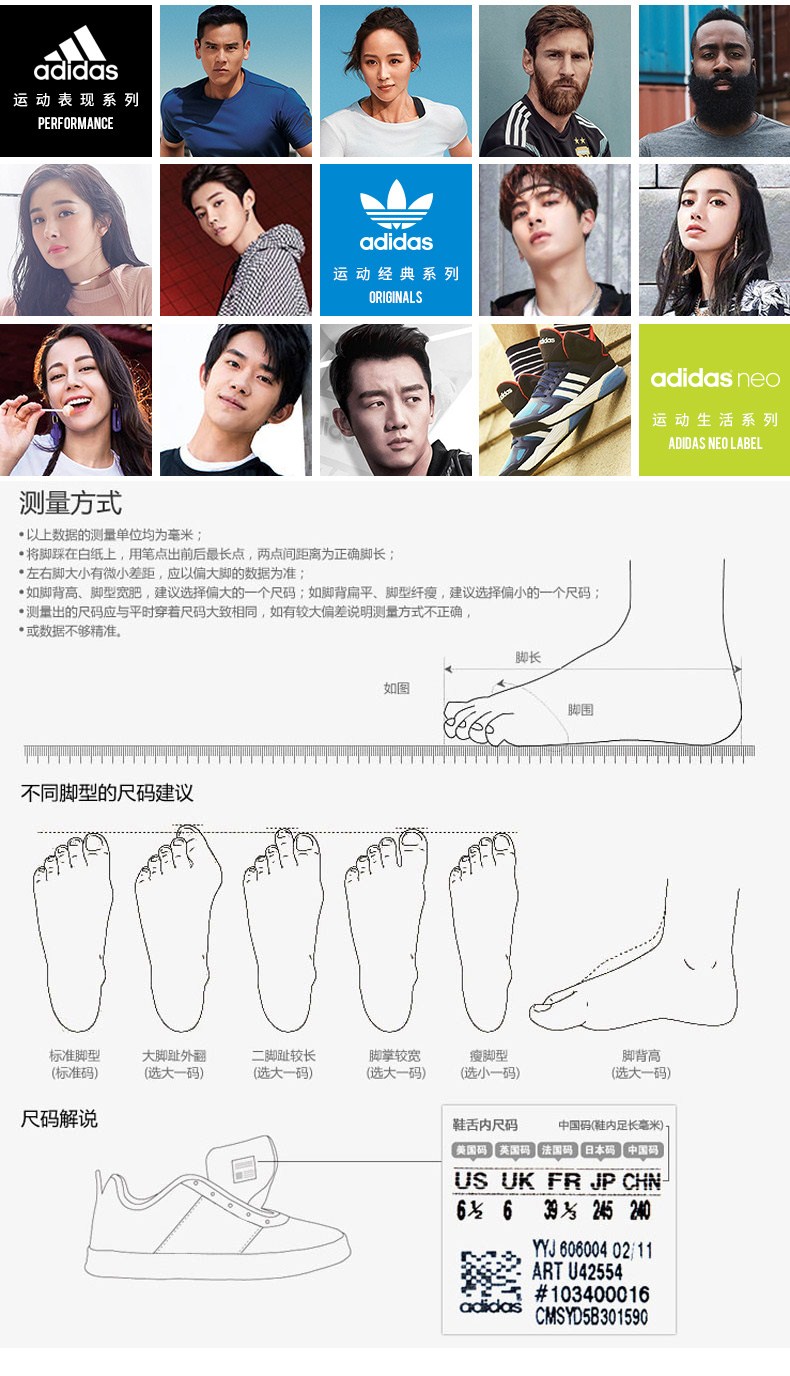 adidas
运动表现系列
PERFORMANCE
adidas
运动经典系列
ORIGINALS
adidas
adidas
adidas neo
运动生活系列
ADIDAS NEO LABEL
测量方式
•以上数据的测量单位均为毫米；
•将脚踩在白纸上，用笔点出前后最长点，两点间距离为正确脚长；
•左右脚大小有微小差距，应以偏大脚的数据为准；
•如脚背高、脚型宽肥，建议选择偏大的一个尺码；如脚背扁平、脚型纤瘦，建议选择偏小的一个尺码；
•测量出的尺码应与平时穿着尺码大致相同，如有较大偏差说明测量方式不正确，
•或数据不够精准。
脚长
如图
脚围
不同脚型的尺码建议
标准脚型 大脚趾外翻 二脚趾较长 脚掌较宽 瘦脚型 脚背高
(标准码) (选大一码) (选大一码) (选大一码) (选小一码) (选大一码)
尺码解说
鞋舌内尺码 中国码(鞋内足长毫米)
美国码 英国码 法国码 日本码 中国码
US UK FR JP CHN
6½ 6 39⅓ 245 240
YYJ 606004 02/11
ART U42554
#103400016
adidas CMSYD5B301590